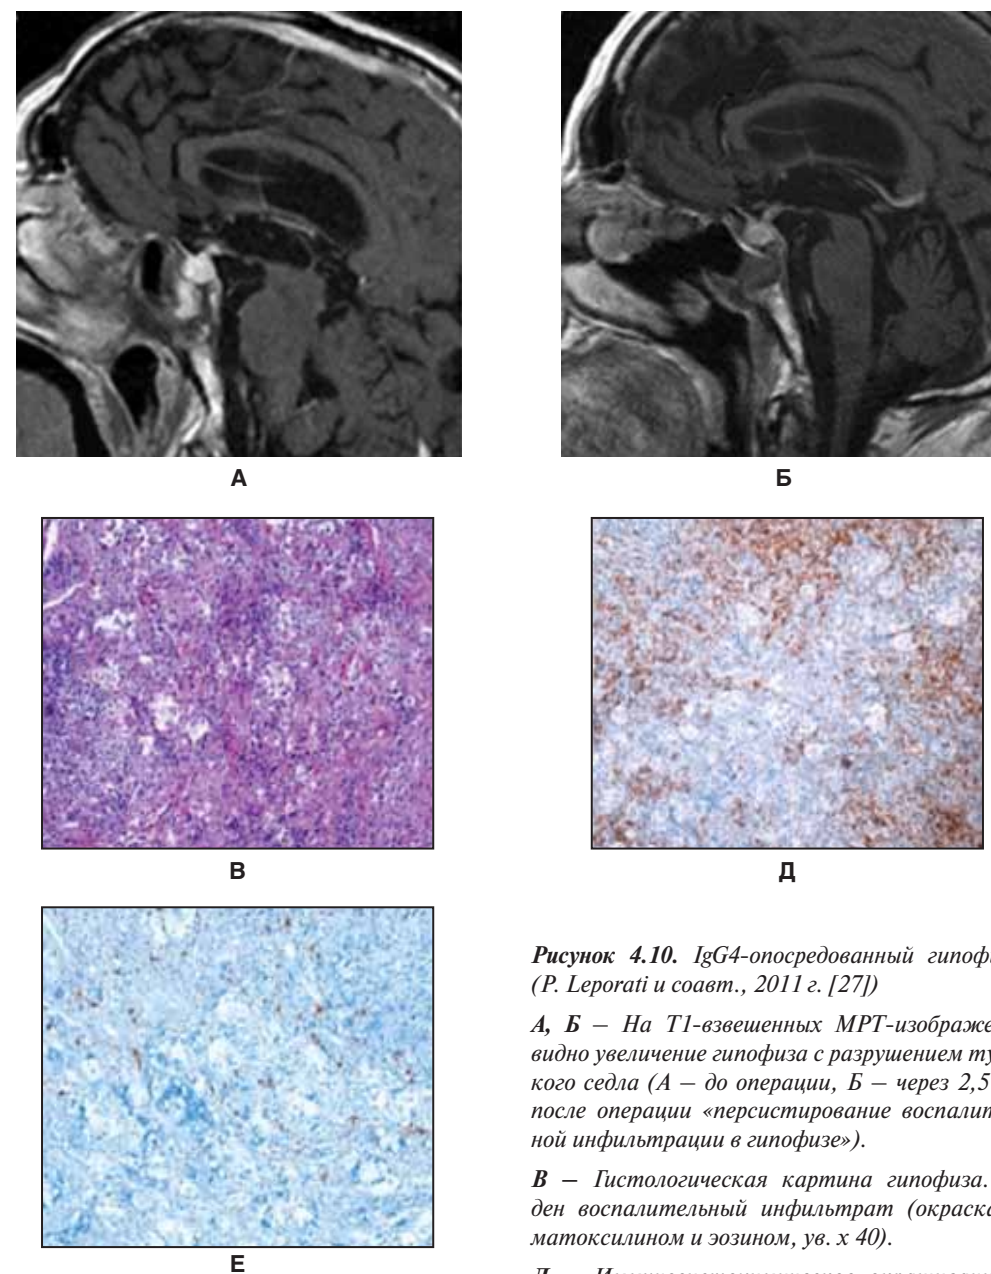 А
Б
В
Д
Е
Рисунок 4.10. IgG4-опосредованный гипофи
(P. Leporati и соавт., 2011 г. [27])
А, Б – На Т1-взвешенных МРТ-изображе
видно увеличение гипофиза с разрушением ту
кого седла (А – до операции, Б – через 2,5
после операции «персистирование воспалит
ной инфильтрации в гипофизе»).
В – Гистологическая картина гипофиза.
ден воспалительный инфильтрат (окраска
матоксилином и эозином, ув. х 40).